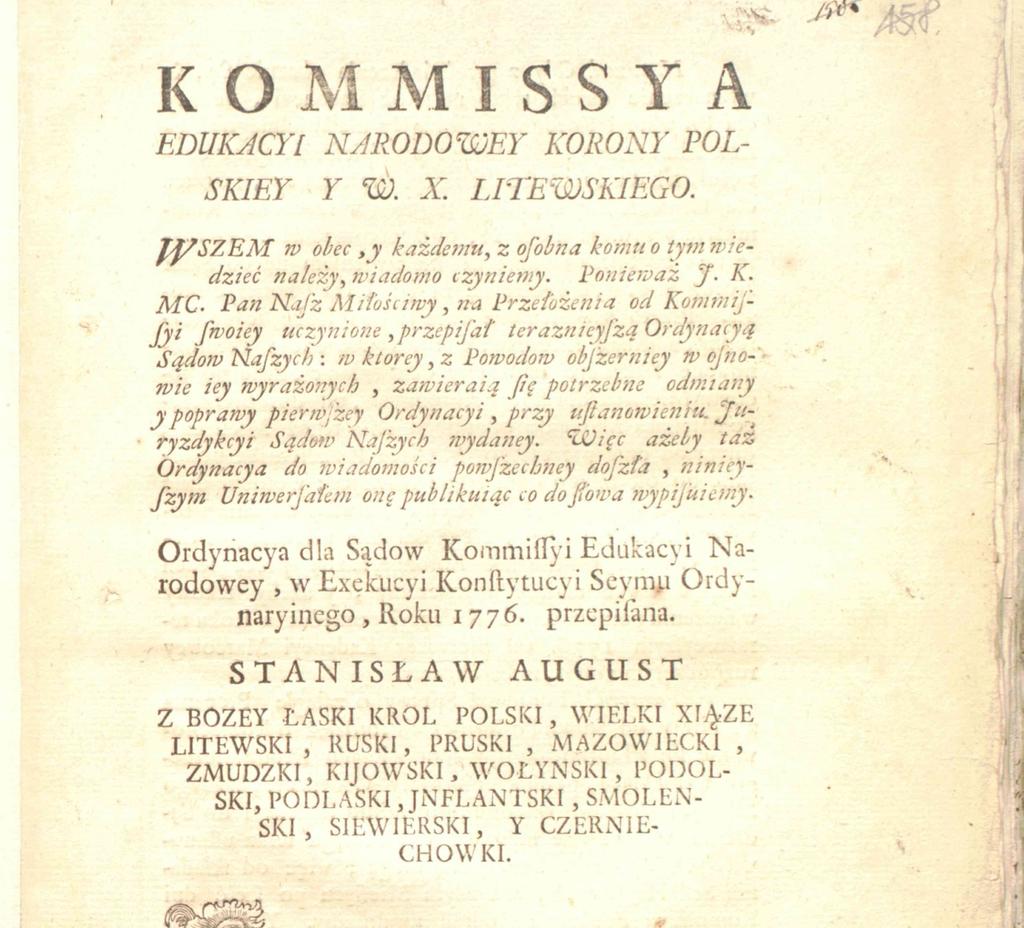 458.
KOMMISSYA
EDUKACYI NARODOWEY KORONY POL-
SKIEY Y W. X. LITEWSKIEGO.
WSZEM w obec, y każdemu, z oſobna komu o tym wie-
dzieć należy, wiadomo czyniemy. Ponieważ J. K.
MC. Pan Naſz Miłościwy, na Przełożenia od Kommiſ-
ſyi ſwoiey uczynione, przepiſał teraznieyſzą Ordynacyą
Sądow Naſzych: w ktorey, z Powodow obſzerniey w oſno-
wie iey wyrażonych, zawieraią ſię potrzebne odmiany
y poprawy pierwſzey Ordynacyi, przy uſtanowieniu Ju-
ryzdykcyi Sądow Naſzych wydaney. Więc ażeby taż
Ordynacya do wiadomości powſzechney doſzła, niniey-
ſzym Uniwerſałem onę publikuiąc co do ſłowa wypiſuiemy.
Ordynacya dla Sądow Kommiſſyi Edukacyi Na-
rodowey, w Exekucyi Konſtytucyi Seymu Ordy-
naryinego, Roku 1776. przepiſana.
STANISŁAW AUGUST
Z BOZEY ŁASKI KROL POLSKI, WIELKI XIĄZE
LITEWSKI, RUSKI, PRUSKI, MAZOWIECKI,
ZMUDZKI, KIJOWSKI, WOŁYNSKI, PODOL-
SKI, PODLASKI, JNFLANTSKI, SMOLEN-
SKI, SIEWIERSKI, Y CZERNIE-
CHOWKI.